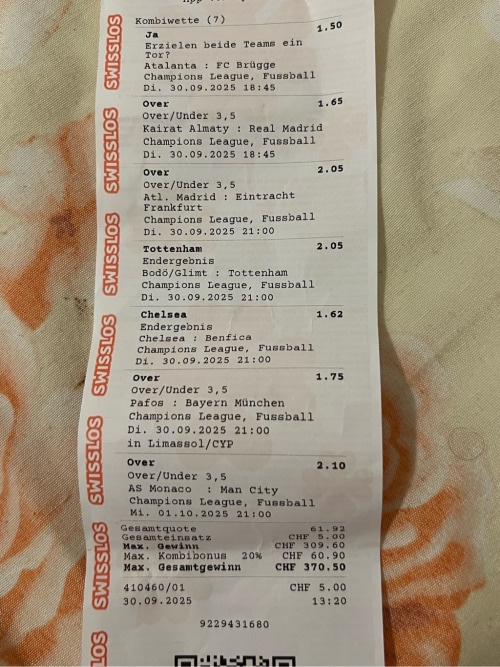 Kombiwette (7)
Ja 1.50
Erzielen beide Teams ein
Tor?
Atalanta : FC Brügge
Champions League, Fussball
Di. 30.09.2025 18:45
Over 1.65
Over/Under 3,5
Kairat Almaty : Real Madrid
Champions League, Fussball
Di. 30.09.2025 18:45
Over 2.05
Over/Under 3,5
Atl. Madrid : Eintracht
Frankfurt
Champions League, Fussball
Di. 30.09.2025 21:00
Tottenham 2.05
Endergebnis
Bodö/Glimt : Tottenham
Champions League, Fussball
Di. 30.09.2025 21:00
Chelsea 1.62
Endergebnis
Chelsea : Benfica
Champions League, Fussball
Di. 30.09.2025 21:00
Over 1.75
Over/Under 3,5
Pafos : Bayern München
Champions League, Fussball
Di. 30.09.2025 21:00
in Limassol/CYP
Over 2.10
Over/Under 3,5
AS Monaco : Man City
Champions League, Fussball
Mi. 01.10.2025 21:00
Gesamtquote 61.92
Gesamteinsatz CHF 5.00
Max. Gewinn CHF 309.60
Max. Kombibonus 20% CHF 60.90
Max. Gesamtgewinn CHF 370.50
410460/01 CHF 5.00
30.09.2025 13:20
9229431680
SWISSLOS
SWISSLOS
SWISSLOS
SWISSLOS
SWISSLOS
SWISSLOS